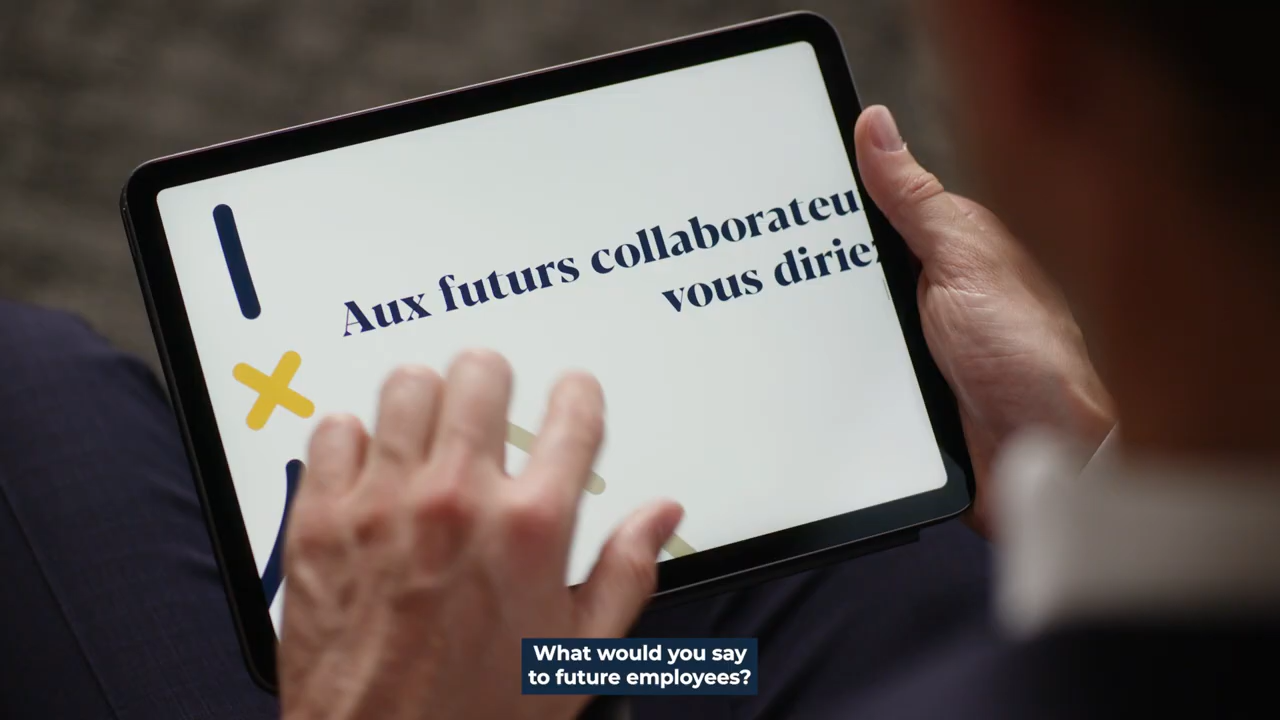 Aux futurs collaborateu
vous dirie
What would you say
to future employees?